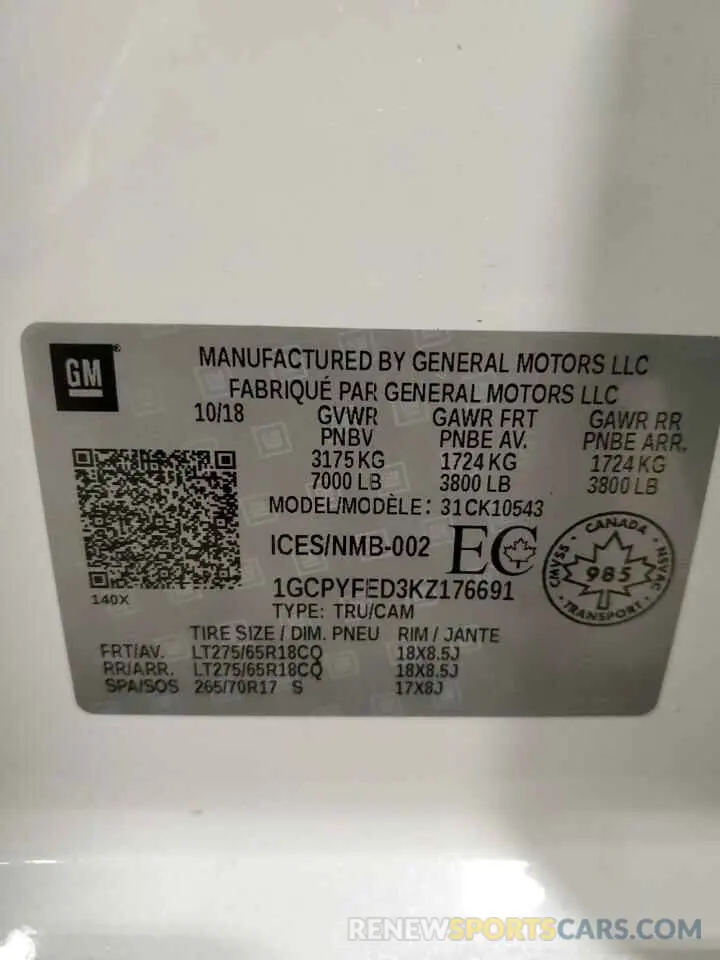 GM
MANUFACTURED BY GENERAL MOTORS LLC
FABRIQUÉ PAR GENERAL MOTORS LLC
10/18 GVWR GAWR FRT GAWR RR
PNBV PNBE AV. PNBE ARR.
3175 KG 1724 KG 1724 KG
7000 LB 3800 LB 3800 LB
MODEL/MODÈLE: 31CK10543
ICES/NMB-002 EC
CANADA
CMVSS 985 NSVAC
TRANSPORT
1GCPYFED3KZ176691
140X
TYPE: TRU/CAM
TIRE SIZE / DIM. PNEU RIM / JANTE
FRT/AV. LT275/65R18CQ 18X8.5J
RR/ARR. LT275/65R18CQ 18X8.5J
SPA/SOS 265/70R17 S 17X8J
RENEWSPORTSCARS.COM